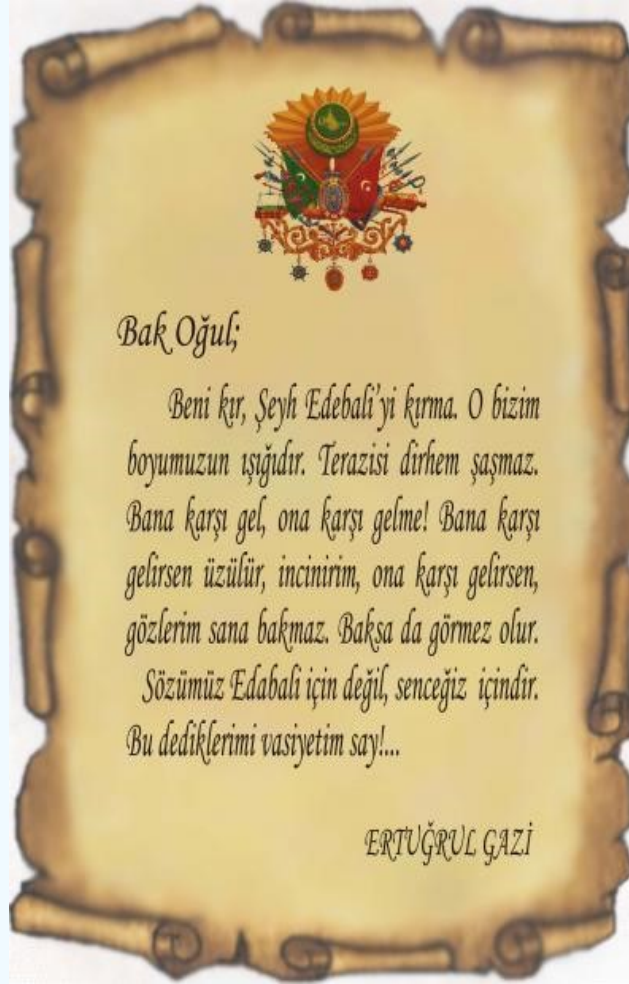 Bak Oğul;
Beni kır, Şeyh Edebali'yi kırma. O bizim
boyumuzun ışığıdır. Terazisi dirhem şaşmaz.
Bana karşı gel, ona karşı gelme! Bana karşı
gelirsen üzülür, incinirim, ona karşı gelirsen,
gözlerim sana bakmaz. Baksa da görmez olur.
Sözümüz Edabali için değil, senceğiz içindir.
Bu dediklerimi vasiyetim say!...
ERTUĞRUL GAZİ